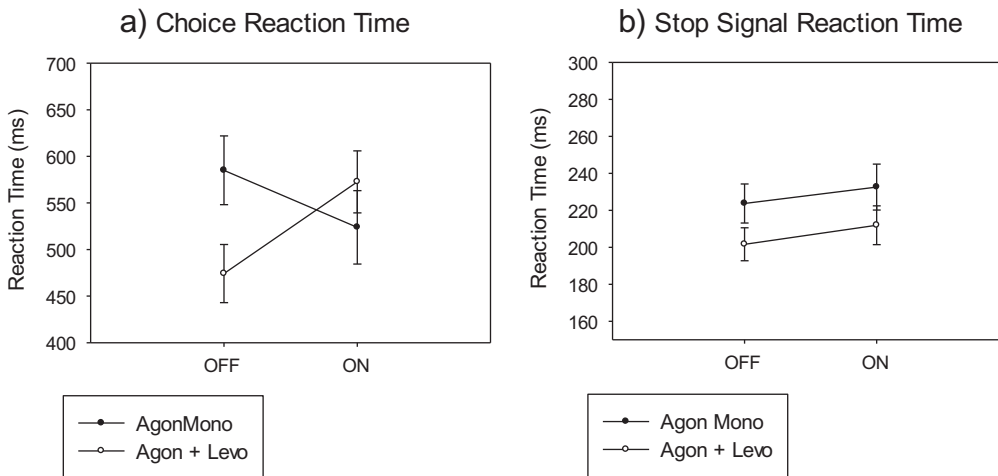 a) Choice Reaction Time
700
650
600
550
500
450
400
Reaction Time (ms)
OFF ON
AgonMono
Agon + Levo
b) Stop Signal Reaction Time
300
280
260
240
220
200
180
160
Reaction Time (ms)
OFF ON
Agon Mono
Agon + Levo